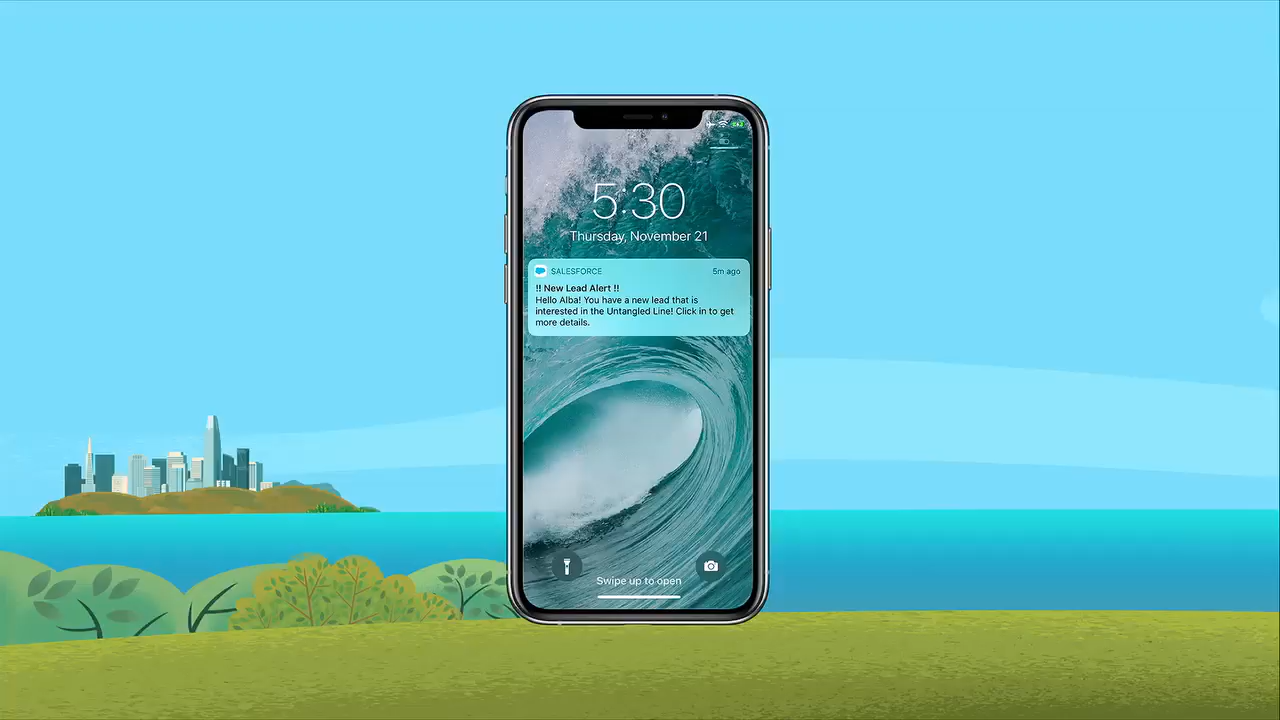 5:30
Thursday, November 21
SALESFORCE 5m ago
!! New Lead Alert !!
Hello Alba! You have a new lead that is
interested in the Untangled Line! Click in to get
more details.
Swipe up to open